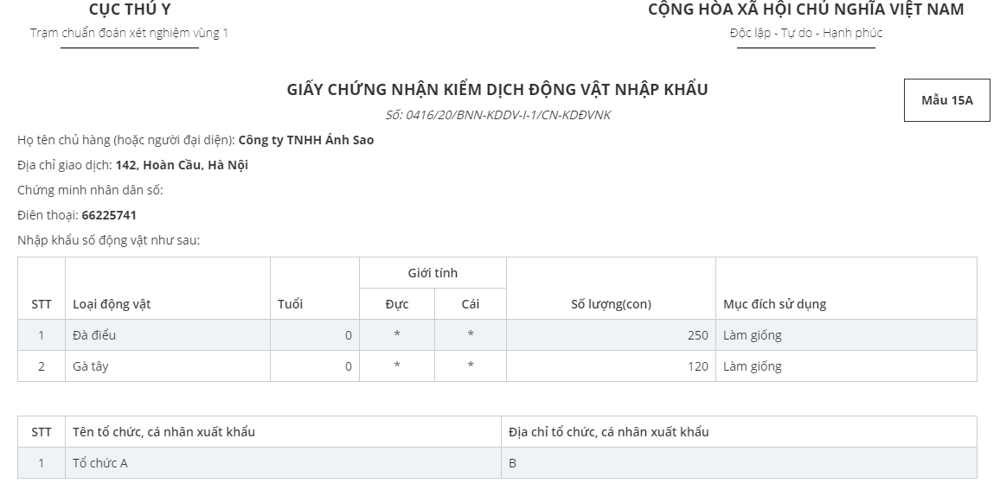 CỤC THÚ Y
CỘNG HÒA XÃ HỘI CHỦ NGHĨA VIỆT NAM
Trạm chuẩn đoán xét nghiệm vùng 1
Độc lập - Tự do - Hạnh phúc
GIẤY CHỨNG NHẬN KIỂM DỊCH ĐỘNG VẬT NHẬP KHẨU
Mẫu 15A
Số: 0416/20/BNN-KDDV-I-1/CN-KDĐVNK
Họ tên chủ hàng (hoặc người đại diện): Công ty TNHH Ánh Sao
Địa chỉ giao dịch: 142, Hoàn Cầu, Hà Nội
Chứng minh nhân dân số:
Điên thoại: 66225741
Nhập khẩu số động vật như sau:
Giới tính
STT Loại động vật Tuổi Đực Cái Số lượng(con) Mục đích sử dụng
1 Đà điểu 0 * * 250 Làm giống
2 Gà tây 0 * * 120 Làm giống
STT Tên tổ chức, cá nhân xuất khẩu Địa chỉ tổ chức, cá nhân xuất khẩu
1 Tổ chức A B